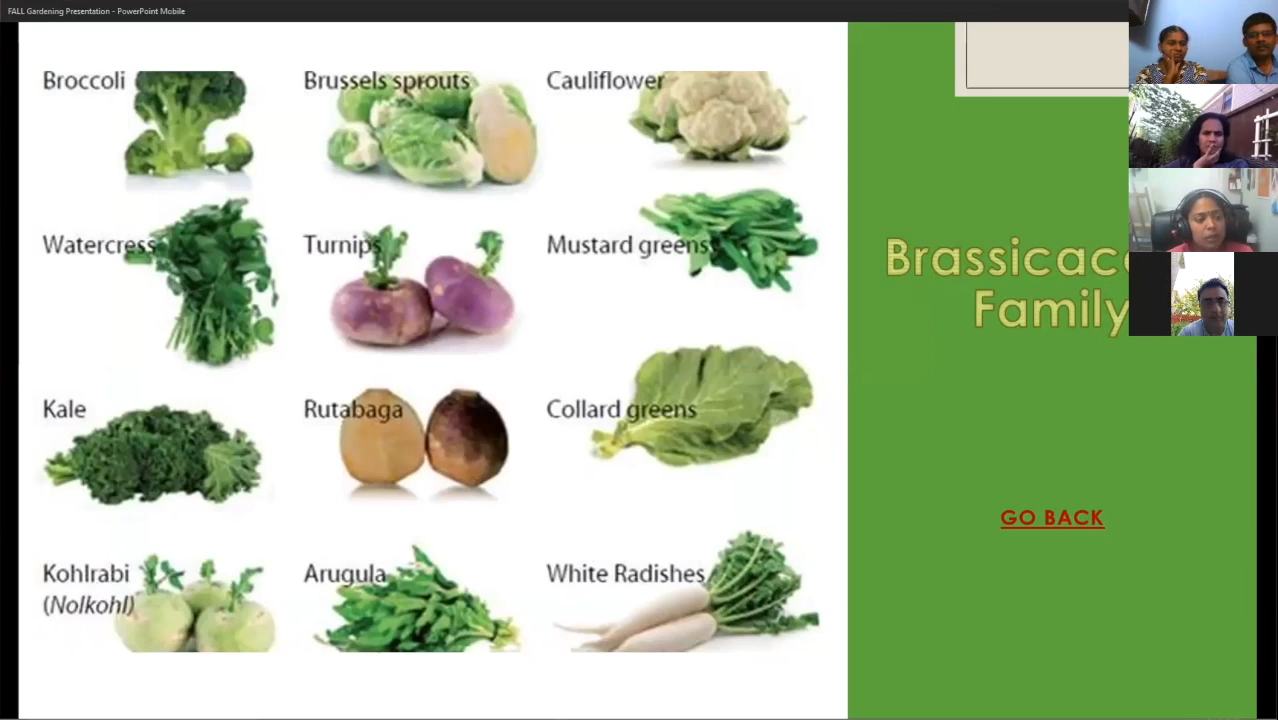 FALL Gardening Presentation - PowerPoint Mobile
Broccoli
Brussels sprouts
Cauliflower
Watercress
Turnips
Mustard greens
Kale
Rutabaga
Collard greens
Kohlrabi
(Nolkohl)
Arugula
White Radishes
Family
GO BACK